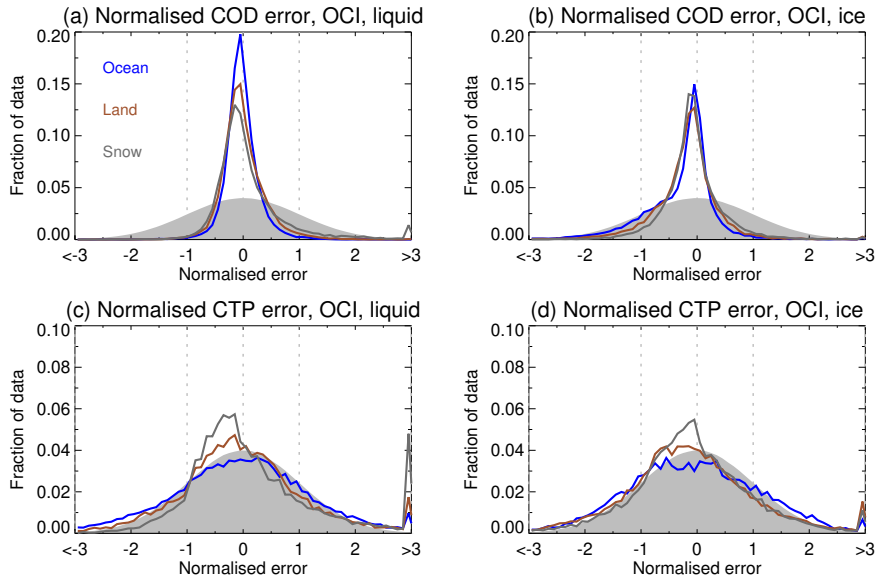 (a) Normalised COD error, OCI, liquid
0.20
0.15
0.10
0.05
0.00
Fraction of data
Ocean
Land
Snow
<-3 -2 -1 0 1 2 >3
Normalised error
(b) Normalised COD error, OCI, ice
0.20
0.15
0.10
0.05
0.00
Fraction of data
<-3 -2 -1 0 1 2 >3
Normalised error
(c) Normalised CTP error, OCI, liquid
0.10
0.08
0.06
0.04
0.02
0.00
Fraction of data
<-3 -2 -1 0 1 2 >3
Normalised error
(d) Normalised CTP error, OCI, ice
0.10
0.08
0.06
0.04
0.02
0.00
Fraction of data
<-3 -2 -1 0 1 2 >3
Normalised error